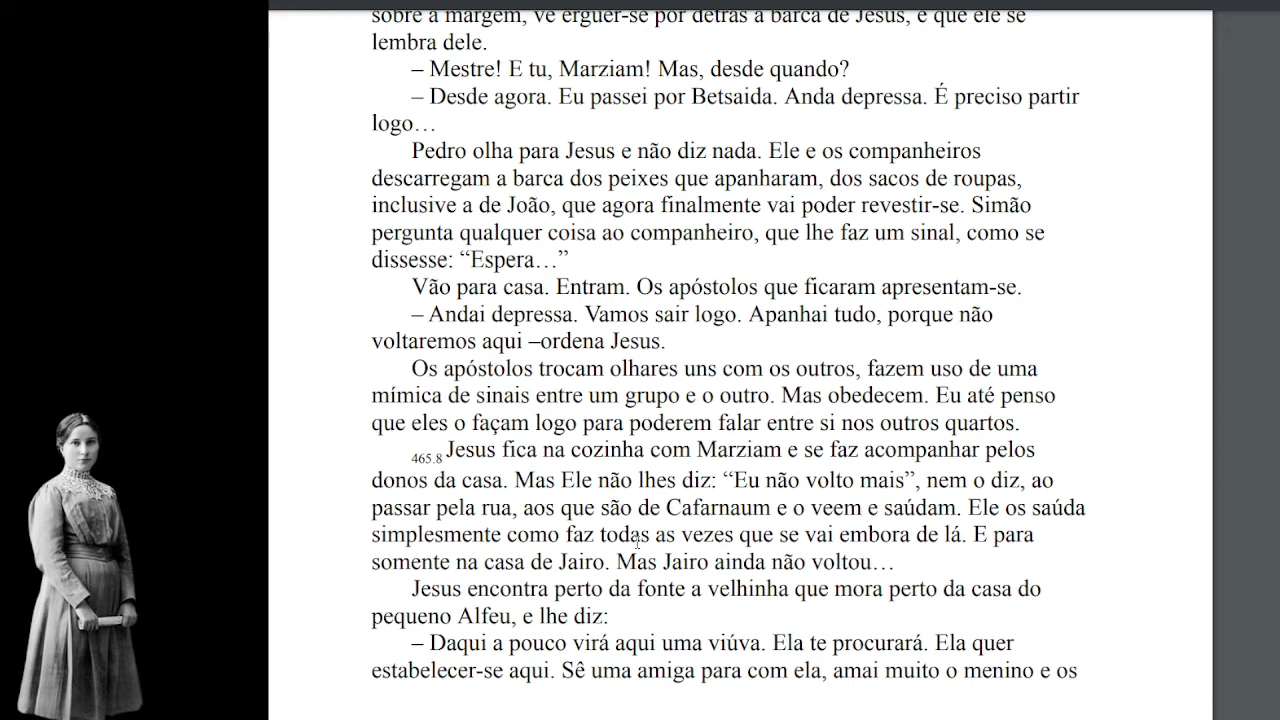 sobre a margem, vê erguer-se por detrás a barca de Jesus, e que ele se
lembra dele.
– Mestre! E tu, Marziam! Mas, desde quando?
– Desde agora. Eu passei por Betsaida. Anda depressa. É preciso partir
logo…
Pedro olha para Jesus e não diz nada. Ele e os companheiros
descarregam a barca dos peixes que apanharam, dos sacos de roupas,
inclusive a de João, que agora finalmente vai poder revestir-se. Simão
pergunta qualquer coisa ao companheiro, que lhe faz um sinal, como se
dissesse: “Espera…”
Vão para casa. Entram. Os apóstolos que ficaram apresentam-se.
– Andai depressa. Vamos sair logo. Apanhai tudo, porque não
voltaremos aqui –ordena Jesus.
Os apóstolos trocam olhares uns com os outros, fazem uso de uma
mímica de sinais entre um grupo e o outro. Mas obedecem. Eu até penso
que eles o façam logo para poderem falar entre si nos outros quartos.
465.8 Jesus fica na cozinha com Marziam e se faz acompanhar pelos
donos da casa. Mas Ele não lhes diz: “Eu não volto mais”, nem o diz, ao
passar pela rua, aos que são de Cafarnaum e o veem e saúdam. Ele os saúda
simplesmente como faz todas as vezes que se vai embora de lá. E para
somente na casa de Jairo. Mas Jairo ainda não voltou…
Jesus encontra perto da fonte a velhinha que mora perto da casa do
pequeno Alfeu, e lhe diz:
– Daqui a pouco virá aqui uma viúva. Ela te procurará. Ela quer
estabelecer-se aqui. Sê uma amiga para com ela, amai muito o menino e os